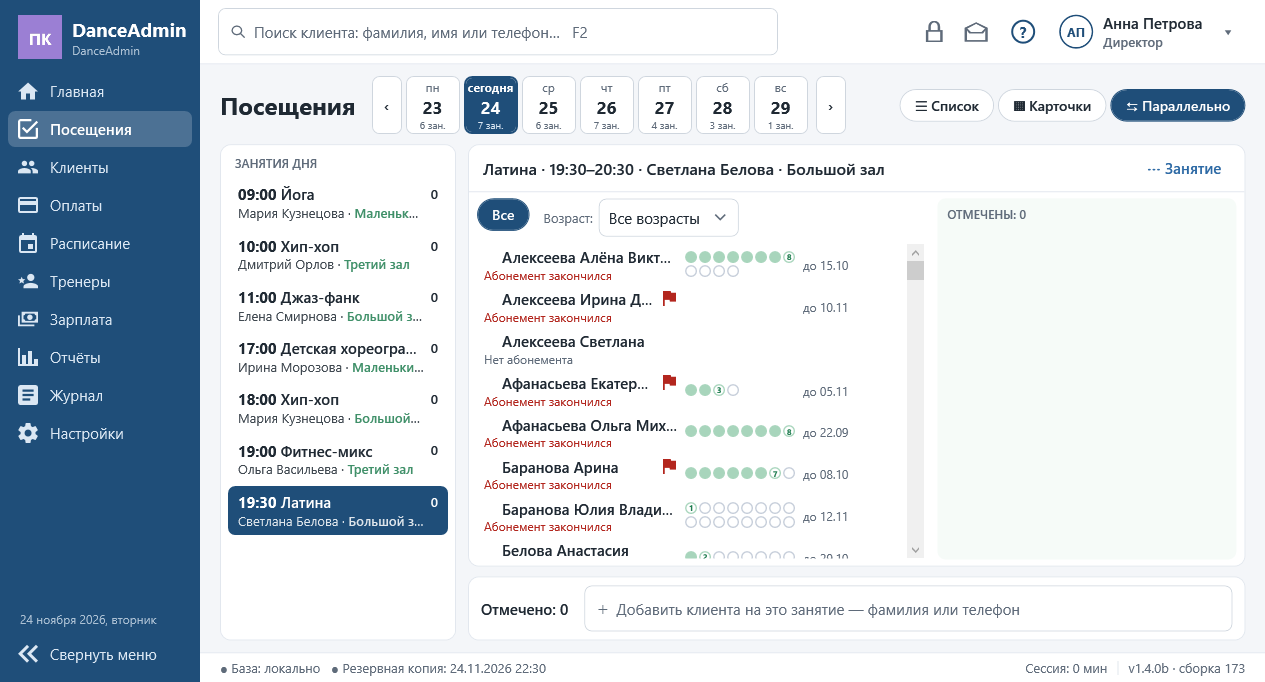 ПК
DanceAdmin
DanceAdmin
Главная
Посещения
Клиенты
Оплаты
Расписание
Тренеры
Зарплата
Отчёты
Журнал
Настройки
24 ноября 2026, вторник
Свернуть меню
Поиск клиента: фамилия, имя или телефон... F2
?
АП
Анна Петрова
Директор
Посещения
‹
пн
23
6 зан.
сегодня
24
7 зан.
ср
25
6 зан.
чт
26
7 зан.
пт
27
4 зан.
сб
28
3 зан.
вс
29
1 зан.
›
Список
Карточки
Параллельно
ЗАНЯТИЯ ДНЯ
09:00 Йога 0
Мария Кузнецова · Маленьк...
10:00 Хип-хоп 0
Дмитрий Орлов · Третий зал
11:00 Джаз-фанк 0
Елена Смирнова · Большой з...
17:00 Детская хореогра... 0
Ирина Морозова · Маленьки...
18:00 Хип-хоп 0
Мария Кузнецова · Большой...
19:00 Фитнес-микс 0
Ольга Васильева · Третий зал
19:30 Латина 0
Светлана Белова · Большой з...
Латина · 19:30–20:30 · Светлана Белова · Большой зал
··· Занятие
Все
Возраст:
Все возрасты
Алексеева Алёна Викт... 8 до 15.10
Абонемент закончился
Алексеева Ирина Д... до 10.11
Абонемент закончился
Алексеева Светлана
Нет абонемента
Афанасьева Екатер... 3 до 05.11
Абонемент закончился
Афанасьева Ольга Мих... 8 до 22.09
Абонемент закончился
Баранова Арина 7 до 08.10
Абонемент закончился
Баранова Юлия Влади... 1 до 12.11
Абонемент закончился
Белова Анастасия 2 до 29.10
ОТМЕЧЕНЫ: 0
Отмечено: 0
+ Добавить клиента на это занятие — фамилия или телефон
● База: локально ● Резервная копия: 24.11.2026 22:30
Сессия: 0 мин
v1.4.0b · сборка 173